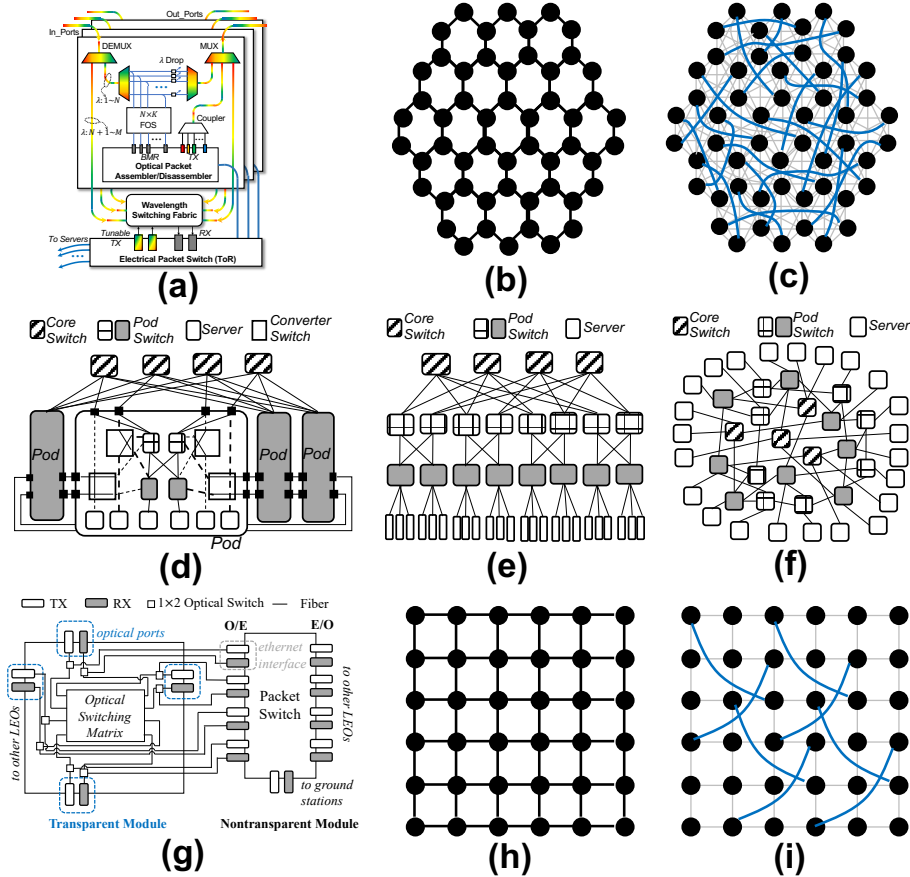 Out_Ports
In_Ports
DEMUX
MUX
λ Drop
λ: 1~N
N×K
FOS
Coupler
λ: N + 1~M
...
...
BMR
TX
Optical Packet
Assembler/Disassembler
Wavelength
Switching Fabric
To Servers
Tunable
TX
RX
...
...
Electrical Packet Switch (ToR)
(a)
(b)
(c)
Core
Switch
Pod
Switch
Server
Converter
Switch
Pod
Pod
Pod
Pod
(d)
Core
Switch
Pod
Switch
Server
(e)
Core
Switch
Pod
Switch
Server
(f)
TX
RX
1×2 Optical Switch
Fiber
optical ports
O/E
E/O
ethernet
interface
Optical
Switching
Matrix
Packet
Switch
to other LEOs
to other LEOs
to ground
stations
Transparent Module
Nontransparent Module
(g)
(h)
(i)